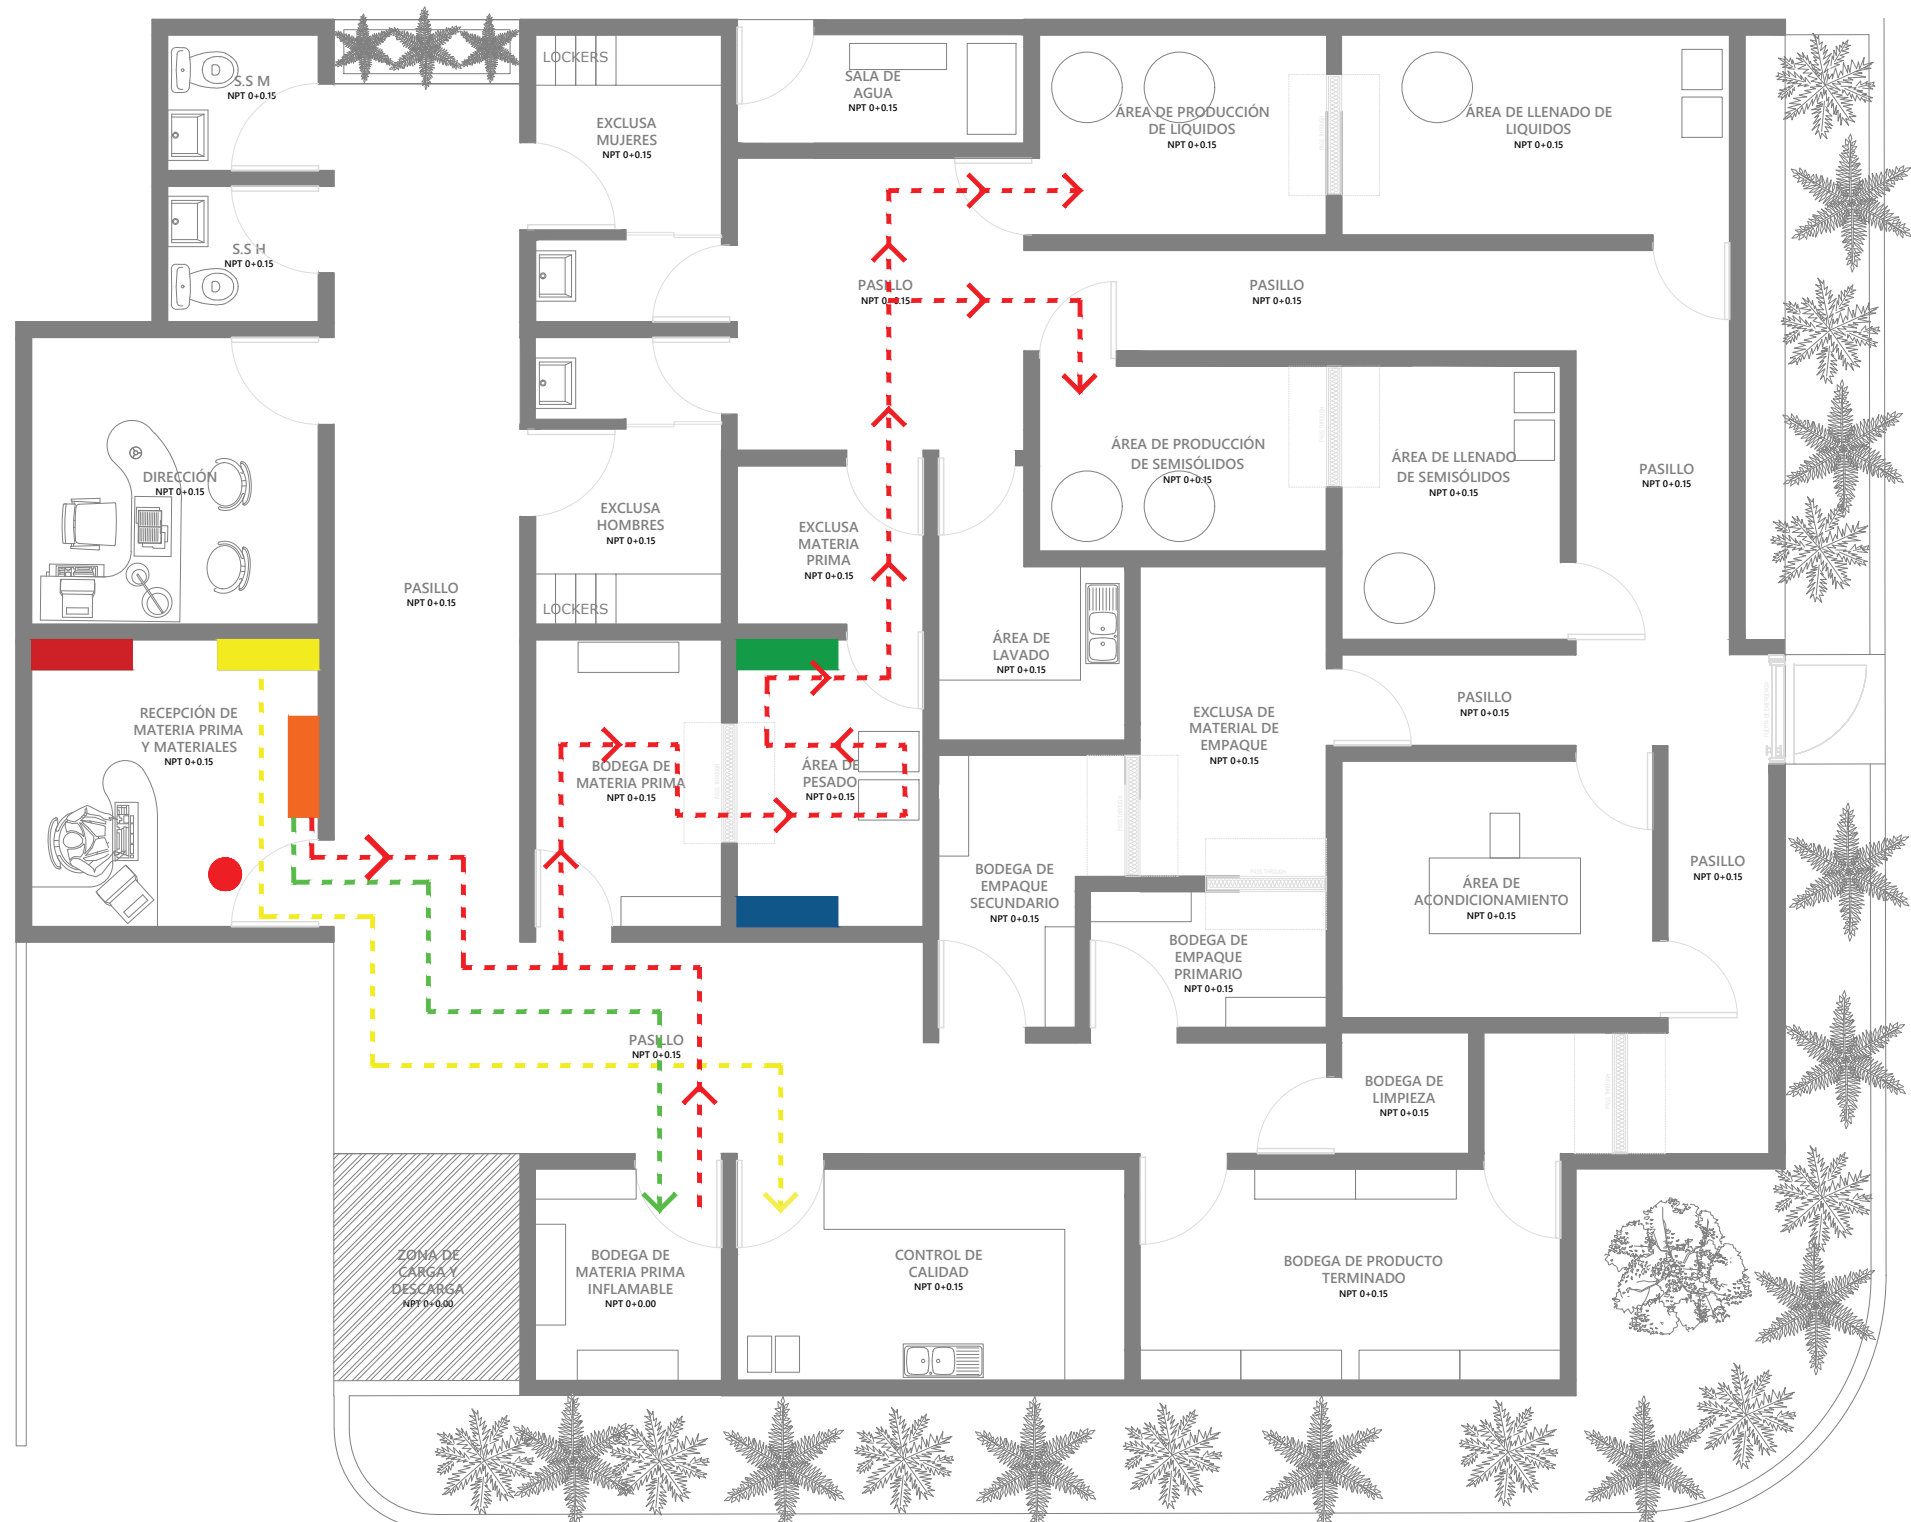 LOCKERS
S.S M
NPT 0+0.15
SALA DE
AGUA
NPT 0+0.15
EXCLUSA
MUJERES
NPT 0+0.15
ÁREA DE PRODUCCIÓN
DE LIQUIDOS
NPT 0+0.15
ÁREA DE LLENADO DE
LIQUIDOS
NPT 0+0.15
S.S H
NPT 0+0.15
PASILLO
NPT 0+0.15
PASILLO
NPT 0+0.15
DIRECCIÓN
NPT 0+0.15
EXCLUSA
HOMBRES
NPT 0+0.15
EXCLUSA
MATERIA
PRIMA
NPT 0+0.15
ÁREA DE PRODUCCIÓN
DE SEMISÓLIDOS
NPT 0+0.15
ÁREA DE LLENADO
DE SEMISÓLIDOS
NPT 0+0.15
PASILLO
NPT 0+0.15
PASILLO
NPT 0+0.15
LOCKERS
ÁREA DE
LAVADO
NPT 0+0.15
RECEPCIÓN DE
MATERIA PRIMA
Y MATERIALES
NPT 0+0.15
BODEGA DE
MATERIA PRIMA
NPT 0+0.15
ÁREA DE
PESADO
NPT 0+0.15
EXCLUSA DE
MATERIAL DE
EMPAQUE
NPT 0+0.15
PASILLO
NPT 0+0.15
BODEGA DE
EMPAQUE
SECUNDARIO
NPT 0+0.15
BODEGA DE
EMPAQUE
PRIMARIO
NPT 0+0.15
ÁREA DE
ACONDICIONAMIENTO
NPT 0+0.15
PASILLO
NPT 0+0.15
PASILLO
NPT 0+0.15
BODEGA DE
LIMPIEZA
NPT 0+0.15
ZONA DE
CARGA Y
DESCARGA
NPT 0+0.00
BODEGA DE
MATERIA PRIMA
INFLAMABLE
NPT 0+0.00
CONTROL DE
CALIDAD
NPT 0+0.15
BODEGA DE PRODUCTO
TERMINADO
NPT 0+0.15